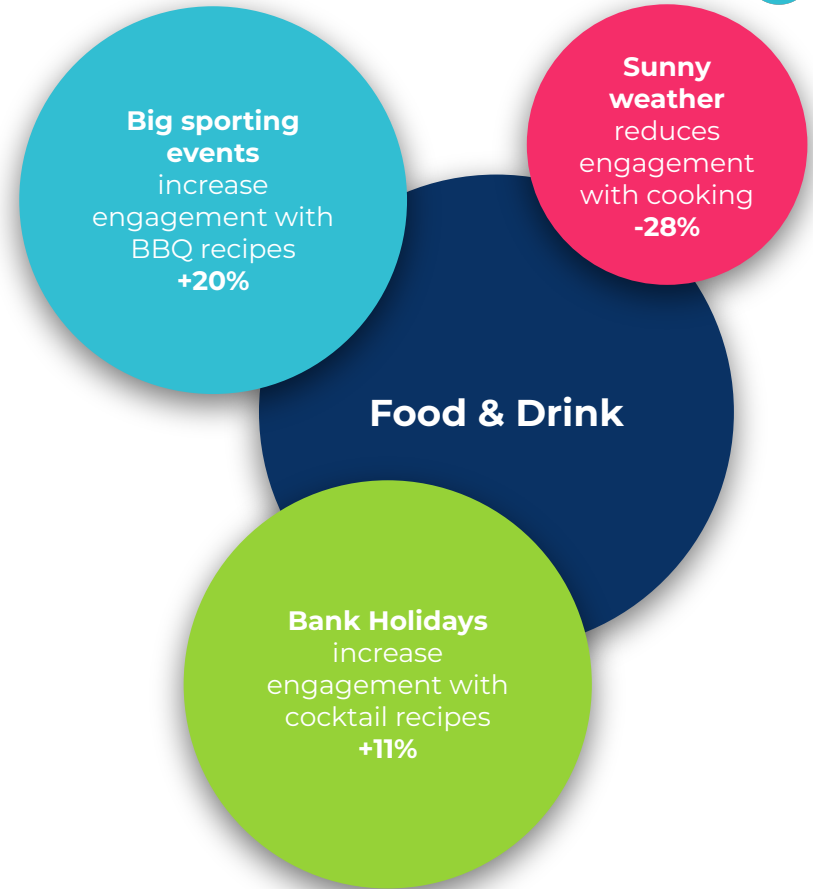 Big sporting
events
increase
engagement with
BBQ recipes
+20%
Sunny
weather
reduces
engagement
with cooking
-28%
Food & Drink
Bank Holidays
increase
engagement with
cocktail recipes
+11%